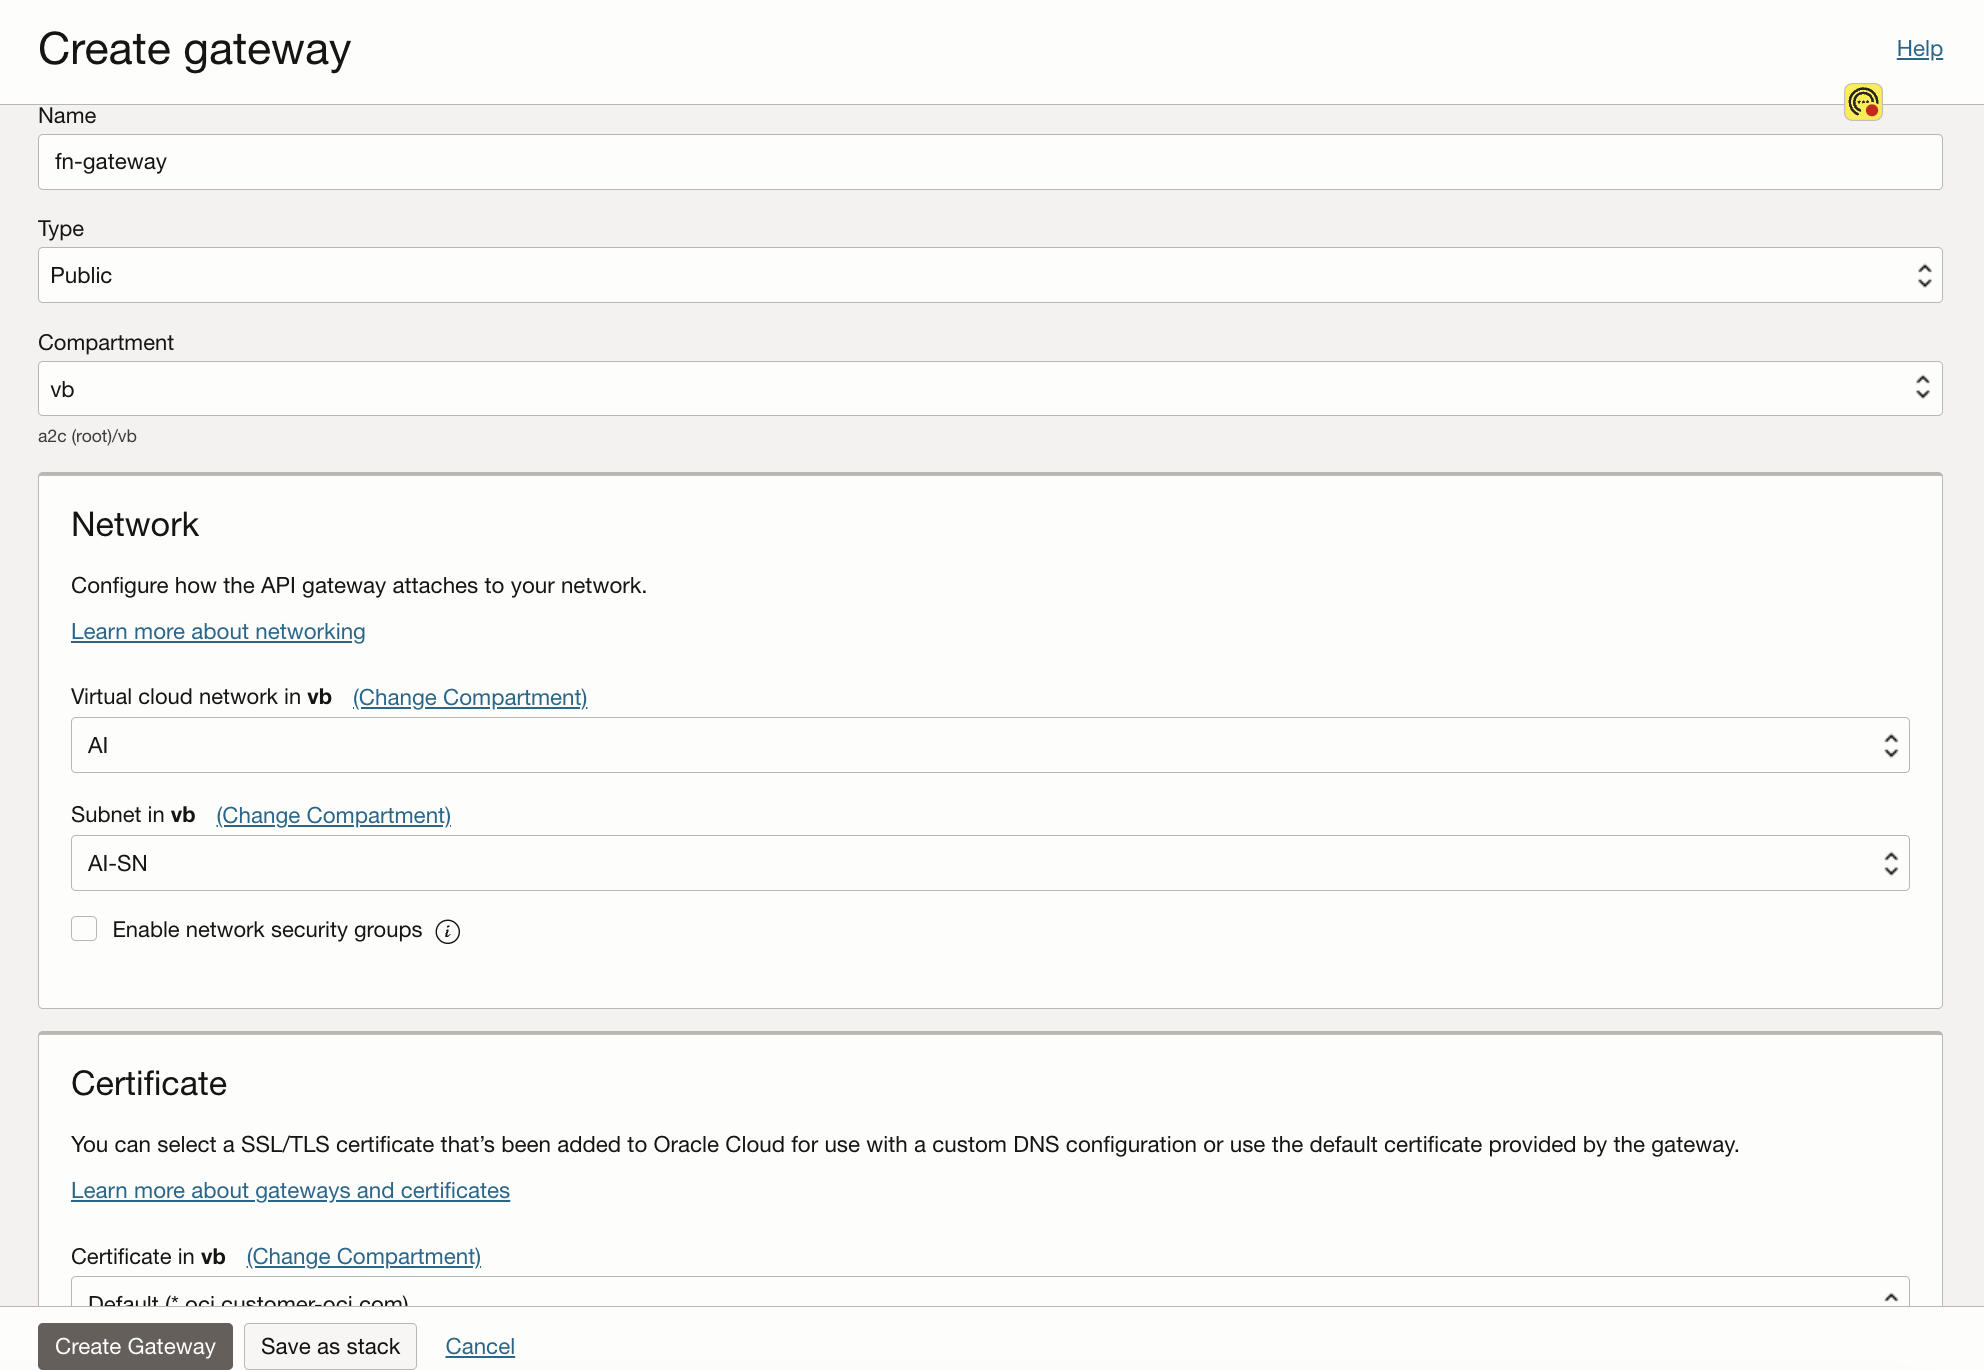 Create gateway
Help
Name
fn-gateway
Type
Public
Compartment
vb
a2c (root)/vb
Network
Configure how the API gateway attaches to your network.
Learn more about networking
Virtual cloud network in vb (Change Compartment)
AI
Subnet in vb (Change Compartment)
AI-SN
Enable network security groups
Certificate
You can select a SSL/TLS certificate that’s been added to Oracle Cloud for use with a custom DNS configuration or use the default certificate provided by the gateway.
Learn more about gateways and certificates
Certificate in vb (Change Compartment)
Default (*.oci.customer-oci.com)
Create Gateway Save as stack Cancel